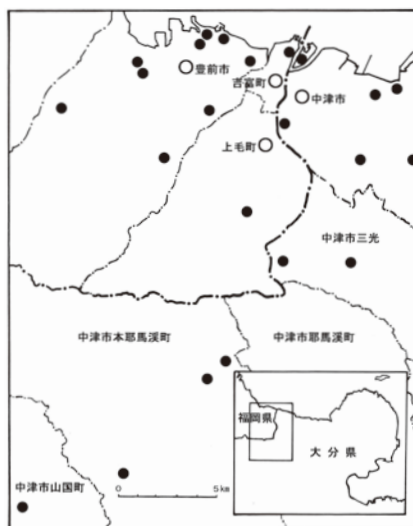 豊前市
吉富町
中津市
上毛町
中津市三光
中津市本耶馬溪町
中津市耶馬溪町
福岡県
大分県
中津市山国町
0
5km